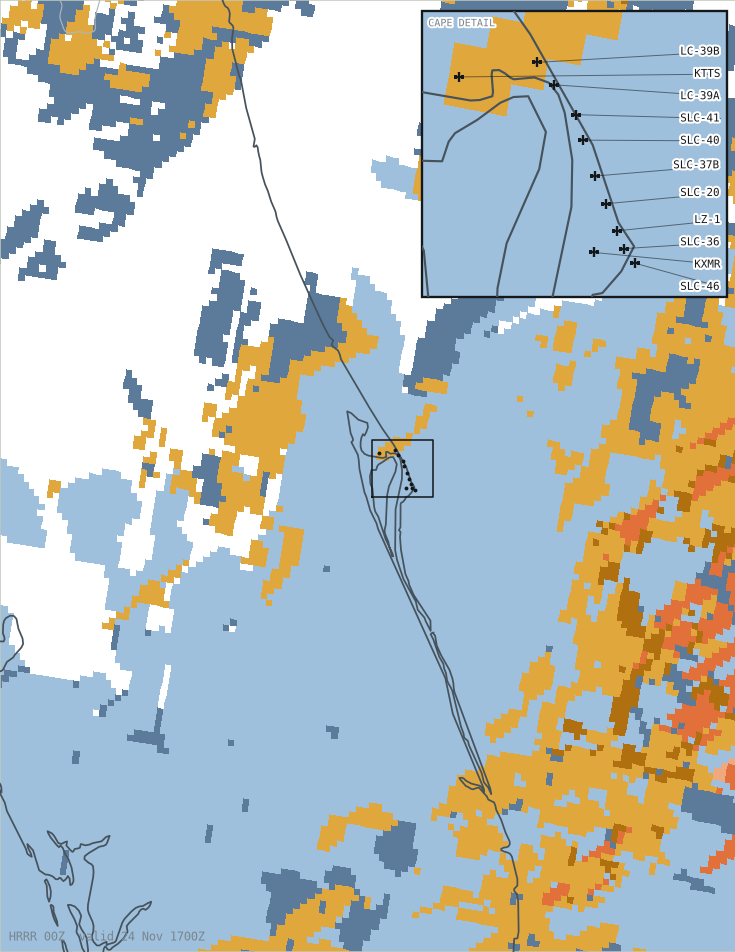 CAPE DETAIL
LC-39B
KTTS
LC-39A
SLC-41
SLC-40
SLC-37B
SLC-20
LZ-1
SLC-36
KXMR
SLC-46
HRRR 00Z  valid 24 Nov 1700Z